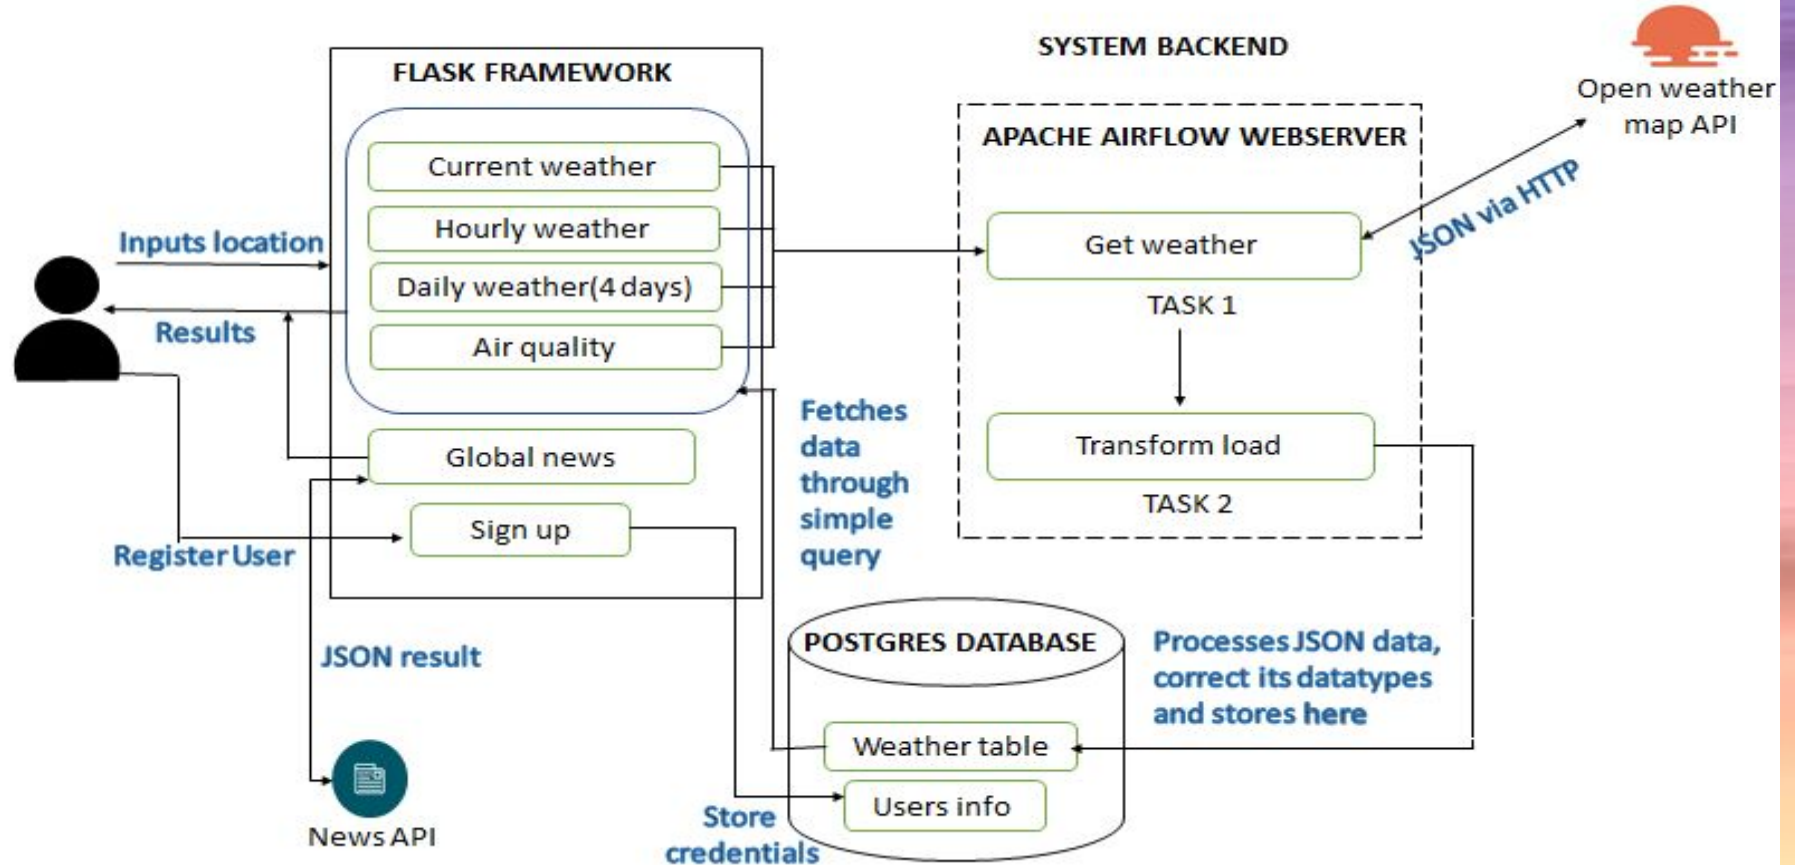 SYSTEM BACKEND
FLASK FRAMEWORK
Open weather
map API
APACHE AIRFLOW WEBSERVER
Current weather
Hourly weather
Daily weather(4 days)
Air quality
Inputs location
Results
Get weather
TASK 1
JSON via HTTP
Transform load
TASK 2
Global news
Sign up
Register User
Fetches
data
through
simple
query
JSON result
News API
POSTGRES DATABASE
Weather table
Users info
Processes JSON data,
correct its datatypes
and stores here
Store
credentials